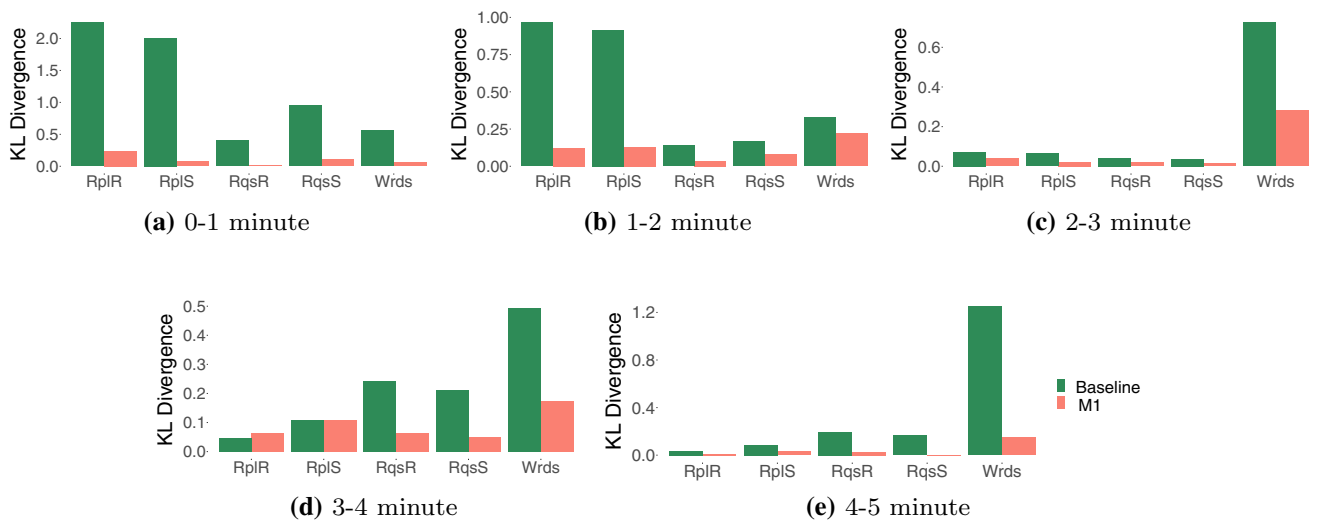 KL Divergence
2.0
1.5
1.0
0.5
0.0
RplR RplS RqsR RqsS Wrds
(a) 0-1 minute
KL Divergence
1.00
0.75
0.50
0.25
0.00
RplR RplS RqsR RqsS Wrds
(b) 1-2 minute
KL Divergence
0.6
0.4
0.2
0.0
RplR RplS RqsR RqsS Wrds
(c) 2-3 minute
KL Divergence
0.5
0.4
0.3
0.2
0.1
0.0
RplR RplS RqsR RqsS Wrds
(d) 3-4 minute
KL Divergence
1.2
0.8
0.4
0.0
RplR RplS RqsR RqsS Wrds
(e) 4-5 minute
Baseline
M1